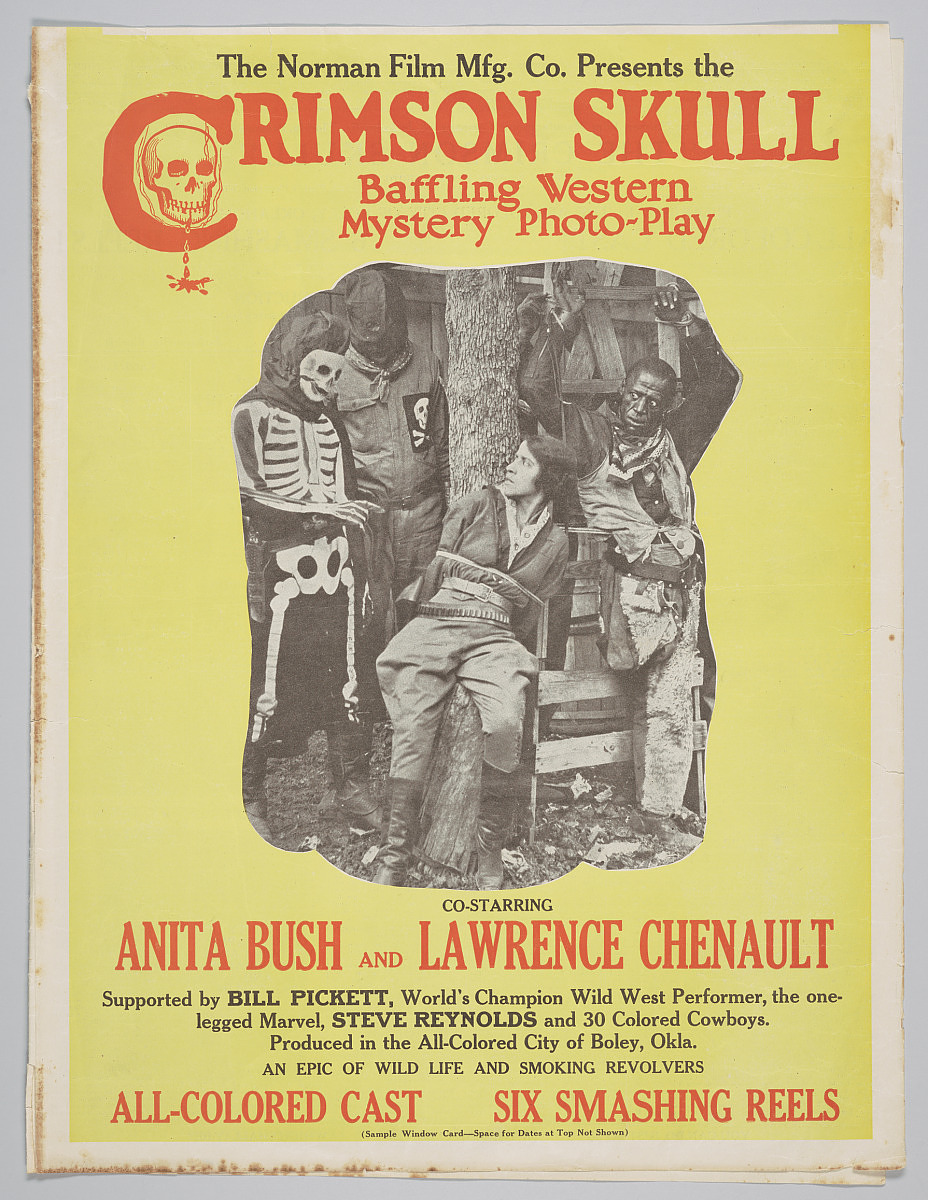 The Norman Film Mfg. Co. Presents the
CRIMSON SKULL
Baffling Western
Mystery Photo-Play
CO-STARRING
ANITA BUSH AND LAWRENCE CHENAULT
Supported by BILL PICKETT, World's Champion Wild West Performer, the one-
legged Marvel, STEVE REYNOLDS and 30 Colored Cowboys.
Produced in the All-Colored City of Boley, Okla.
AN EPIC OF WILD LIFE AND SMOKING REVOLVERS
ALL-COLORED CAST SIX SMASHING REELS
(Sample Window Card—Space for Dates at Top Not Shown)